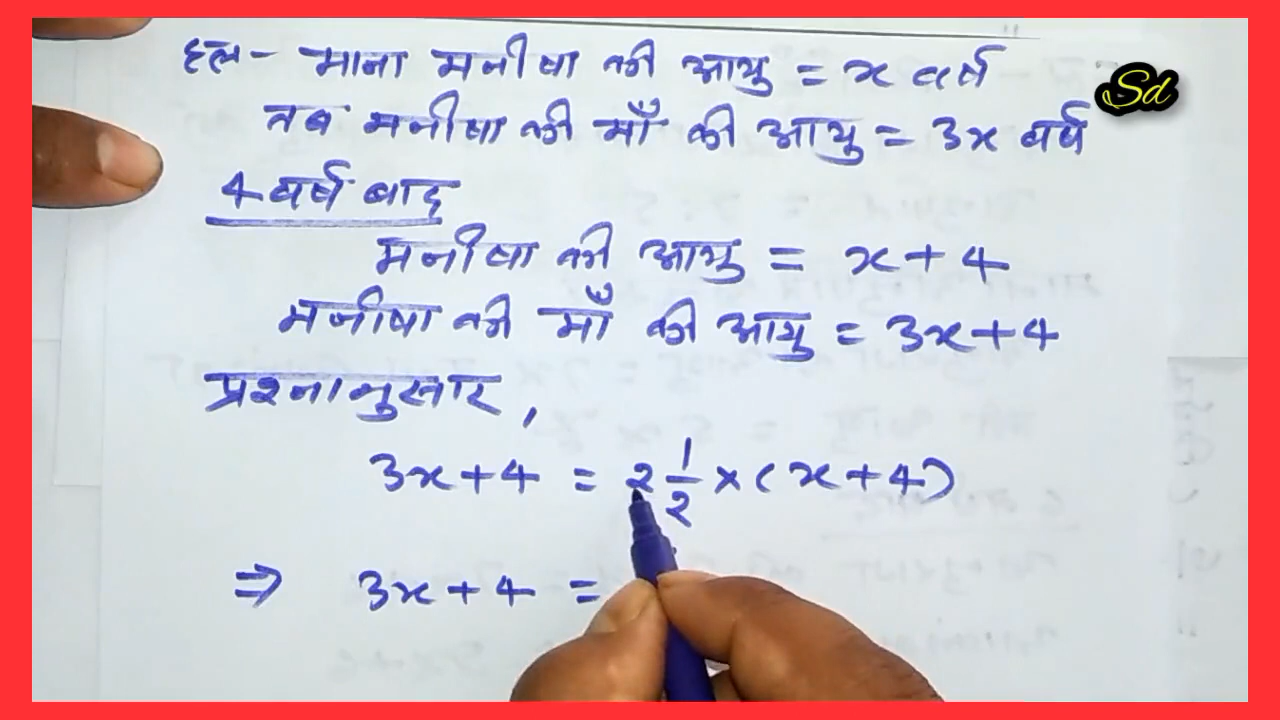 हल- माना मनीषा की आयु = x वर्ष
Sd
तब मनीषा की माँ की आयु = 3x वर्ष
4 वर्ष बाद
मनीषा की आयु = x + 4
मनीषा की माँ की आयु = 3x + 4
प्रश्नानुसार,
3x + 4 = 2 1/2 × (x + 4)
⇒ 3x + 4 =